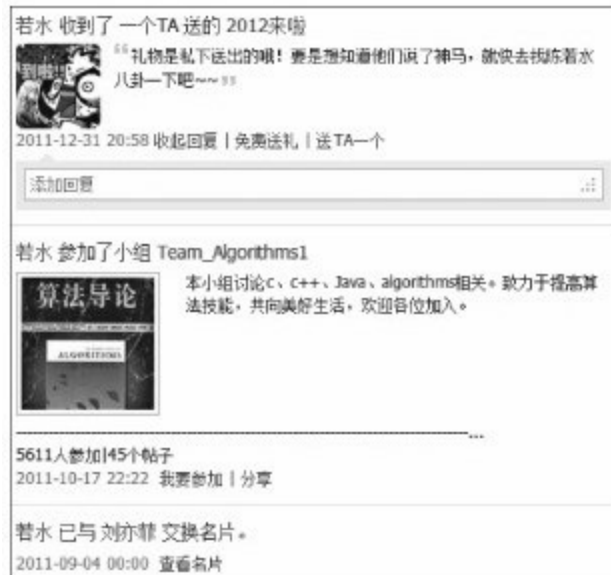 若水 收到了 一个TA 送的 2012来啦
“礼物是私下送出的哦！要是想知道他们说了神马，就快去找陈若水
八卦一下吧~~”
2011-12-31 20:58 收起回复 | 免费送礼 | 送TA一个
添加回复
若水 参加了小组 Team_Algorithms1
本小组讨论c、c++、Java、algorithms相关。致力于提高算
法技能，共向美好生活，欢迎各位加入。
算法导论
ALGORITHMS
----------...
5611人参加|45个帖子
2011-10-17 22:22 我要参加 | 分享
若水 已与 刘亦菲 交换名片。
2011-09-04 00:00 查看名片